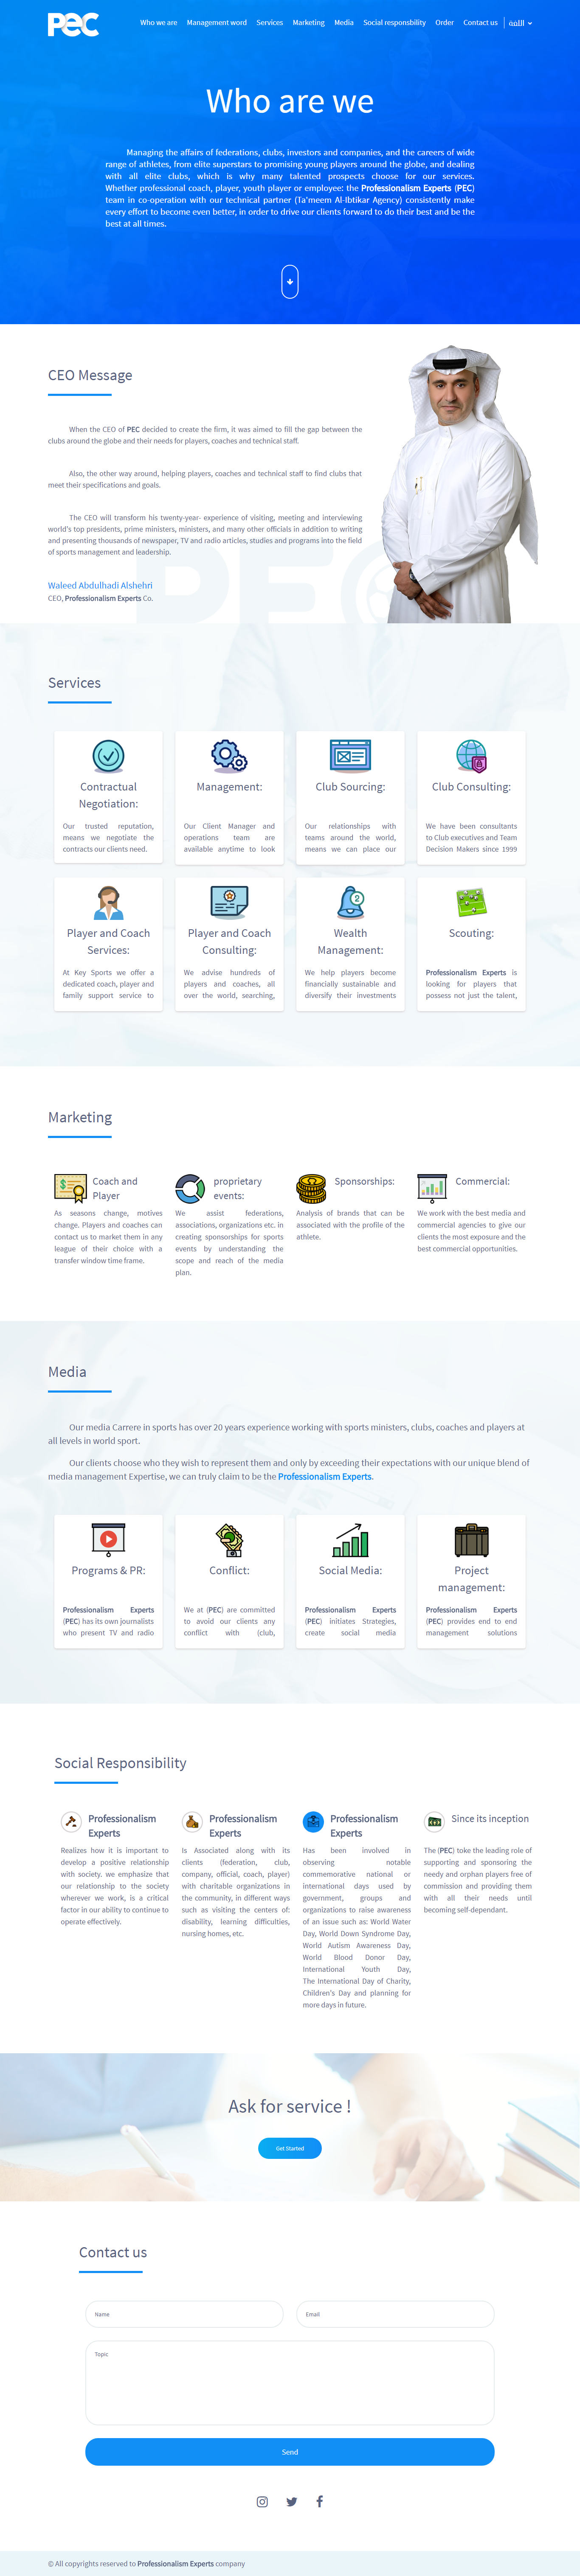 PEC
Who we are
Management word
Services
Marketing
Media
Social responsbility
Order
Contact us
اللغة
Who are we
Managing the affairs of federations, clubs, investors and companies, and the careers of wide
range of athletes, from elite superstars to promising young players around the globe, and dealing
with all elite clubs, which is why many talented prospects choose for our services.
Whether professional coach, player, youth player or employee: the Professionalism Experts (PEC)
team in co-operation with our technical partner (Ta'meem Al-Ibtikar Agency) consistently make
every effort to become even better, in order to drive our clients forward to do their best and be the
best at all times.
CEO Message
When the CEO of PEC decided to create the firm, it was aimed to fill the gap between the
clubs around the globe and their needs for players, coaches and technical staff.
Also, the other way around, helping players, coaches and technical staff to find clubs that
meet their specifications and goals.
The CEO will transform his twenty-year- experience of visiting, meeting and interviewing
world's top presidents, prime ministers, ministers, and many other officials in addition to writing
and presenting thousands of newspaper, TV and radio articles, studies and programs into the field
of sports management and leadership.
Waleed Abdulhadi Alshehri
CEO, Professionalism Experts Co.
Services
Contractual
Negotiation:
Our trusted reputation,
means we negotiate the
contracts our clients need.
Management:
Our Client Manager and
operations team are
available anytime to look
Club Sourcing:
Our relationships with
teams around the world,
means we can place our
Club Consulting:
We have been consultants
to Club executives and Team
Decision Makers since 1999
Player and Coach
Services:
At Key Sports we offer a
dedicated coach, player and
family support service to
Player and Coach
Consulting:
We advise hundreds of
players and coaches, all
over the world, searching,
2
Wealth
Management:
We help players become
financially sustainable and
diversify their investments
Scouting:
Professionalism Experts is
looking for players that
possess not just the talent,
Marketing
Coach and
Player
As seasons change, motives
change. Players and coaches can
contact us to market them in any
league of their choice with a
transfer window time frame.
proprietary
events:
We assist federations,
associations, organizations etc. in
creating sponsorships for sports
events by understanding the
scope and reach of the media
plan.
Sponsorships:
Analysis of brands that can be
associated with the profile of the
athlete.
Commercial:
We work with the best media and
commercial agencies to give our
clients the most exposure and the
best commercial opportunities.
Media
Our media Carrere in sports has over 20 years experience working with sports ministers, clubs, coaches and players at
all levels in world sport.
Our clients choose who they wish to represent them and only by exceeding their expectations with our unique blend of
media management Expertise, we can truly claim to be the Professionalism Experts.
Programs & PR:
Professionalism Experts
(PEC) has its own journalists
who present TV and radio
Conflict:
We at (PEC) are committed
to avoid our clients any
conflict with (club,
Social Media:
Professionalism Experts
(PEC) initiates Strategies,
create social media
Project
management:
Professionalism Experts
(PEC) provides end to end
management solutions
Social Responsibility
Professionalism
Experts
Realizes how it is important to
develop a positive relationship
with society. we emphasize that
our relationship to the society
wherever we work, is a critical
factor in our ability to continue to
operate effectively.
Professionalism
Experts
Is Associated along with its
clients (federation, club,
company, official, coach, player)
with charitable organizations in
the community, in different ways
such as visiting the centers of:
disability, learning difficulties,
nursing homes, etc.
Professionalism
Experts
Has been involved in
observing notable
commemorative national or
international days used by
government, groups and
organizations to raise awareness
of an issue such as: World Water
Day, World Down Syndrome Day,
World Autism Awareness Day,
World Blood Donor Day,
International Youth Day,
The International Day of Charity,
Children's Day and planning for
more days in future.
Since its inception
The (PEC) toke the leading role of
supporting and sponsoring the
needy and orphan players free of
commission and providing them
with all their needs until
becoming self-dependant.
Ask for service !
Get Started
Contact us
Name
Email
Topic
Send
© All copyrights reserved to Professionalism Experts company